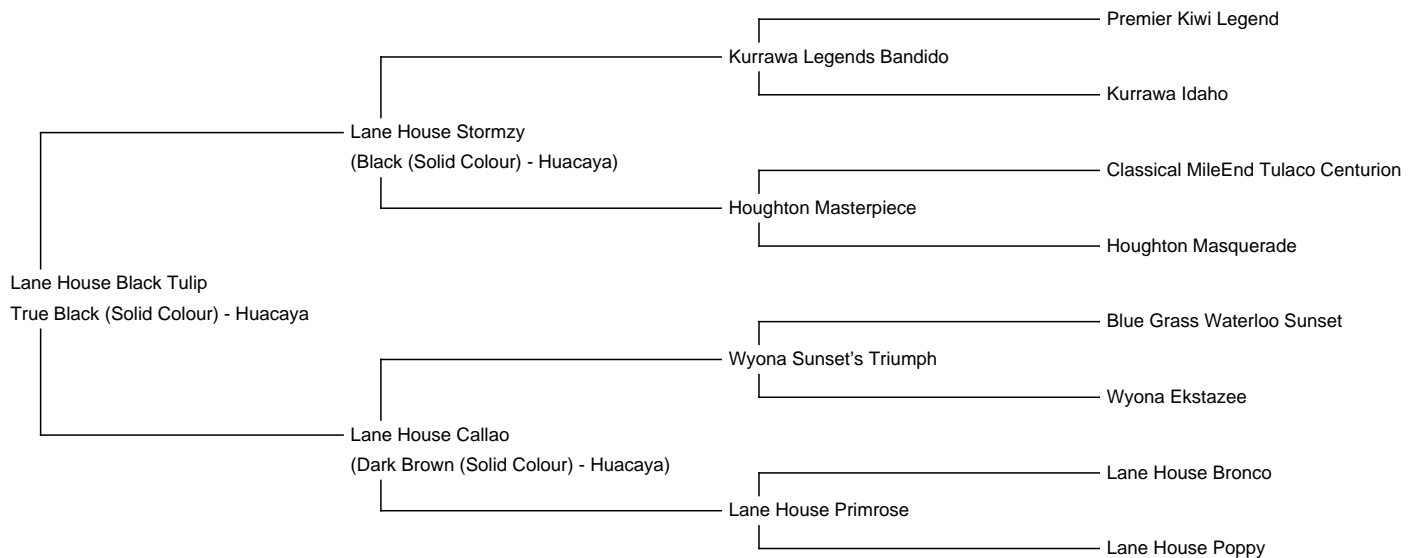 Premier Kiwi Legend
Kurrawa Legends Bandido
Kurrawa Idaho
Lane House Stormzy
(Black (Solid Colour) - Huacaya)
Classical MileEnd Tulaco Centurion
Houghton Masterpiece
Houghton Masquerade
Lane House Black Tulip
True Black (Solid Colour) - Huacaya
Blue Grass Waterloo Sunset
Wyona Sunset's Triumph
Wyona Ekstazee
Lane House Callao
(Dark Brown (Solid Colour) - Huacaya)
Lane House Bronco
Lane House Primrose
Lane House Poppy